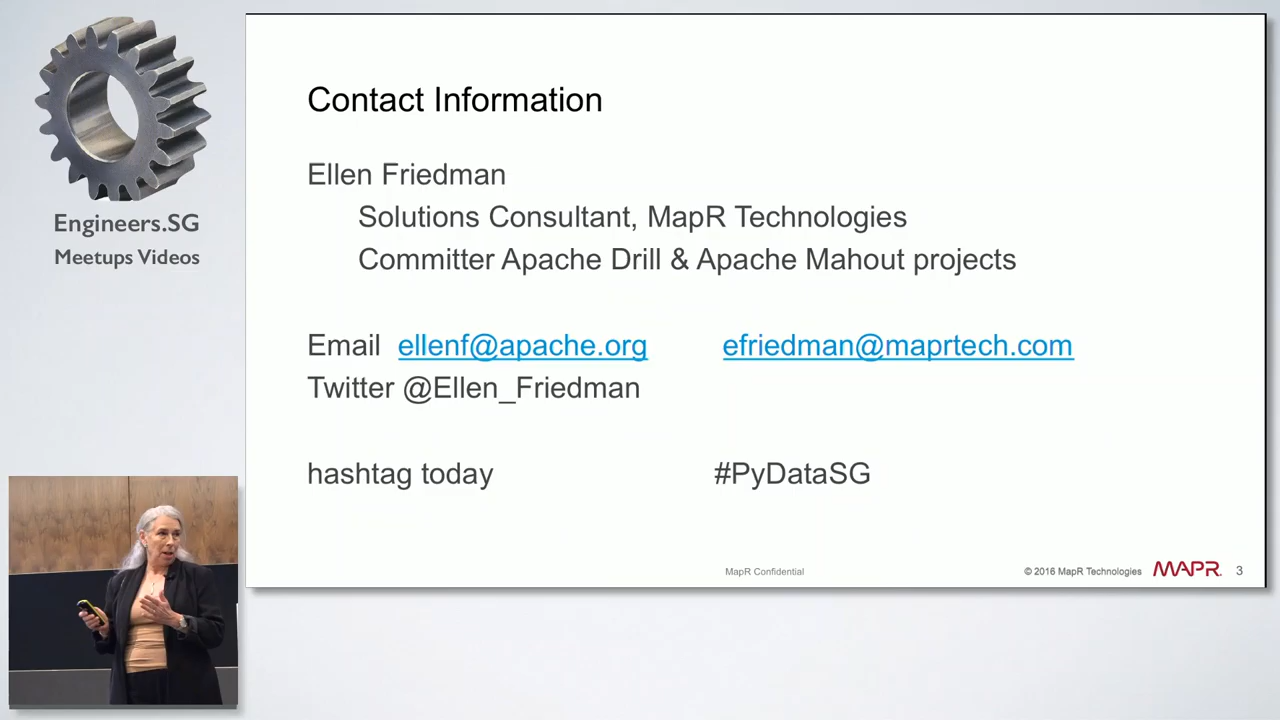 Engineers.SG
Meetups Videos
Contact Information
Ellen Friedman
Solutions Consultant, MapR Technologies
Committer Apache Drill & Apache Mahout projects
Email ellenf@apache.org efriedman@maprtech.com
Twitter @Ellen_Friedman
hashtag today #PyDataSG
MapR Confidential © 2016 MapR Technologies MAPR 3